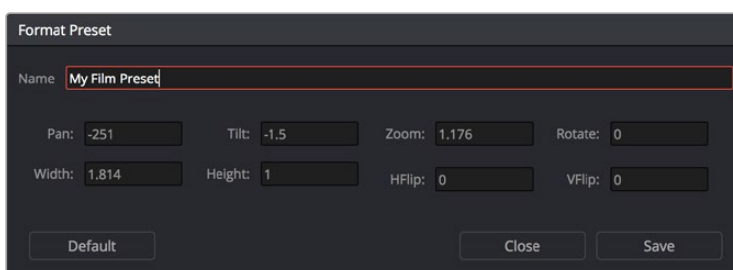 Format Preset
Name My Film Preset
Pan: -251 Tilt: -1.5 Zoom: 1.176 Rotate: 0
Width: 1.814 Height: 1 HFlip: 0 VFlip: 0
Default Close Save